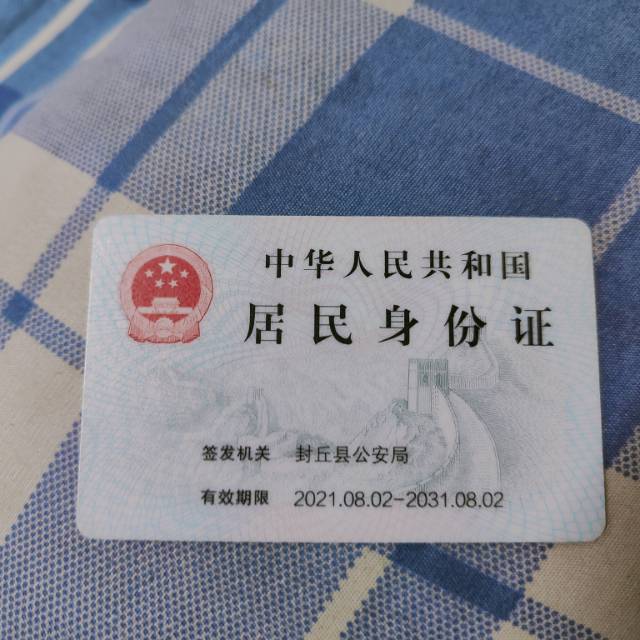 中华人民共和国
居民身份证
签发机关 封丘县公安局
有效期限 2021.08.02-2031.08.02